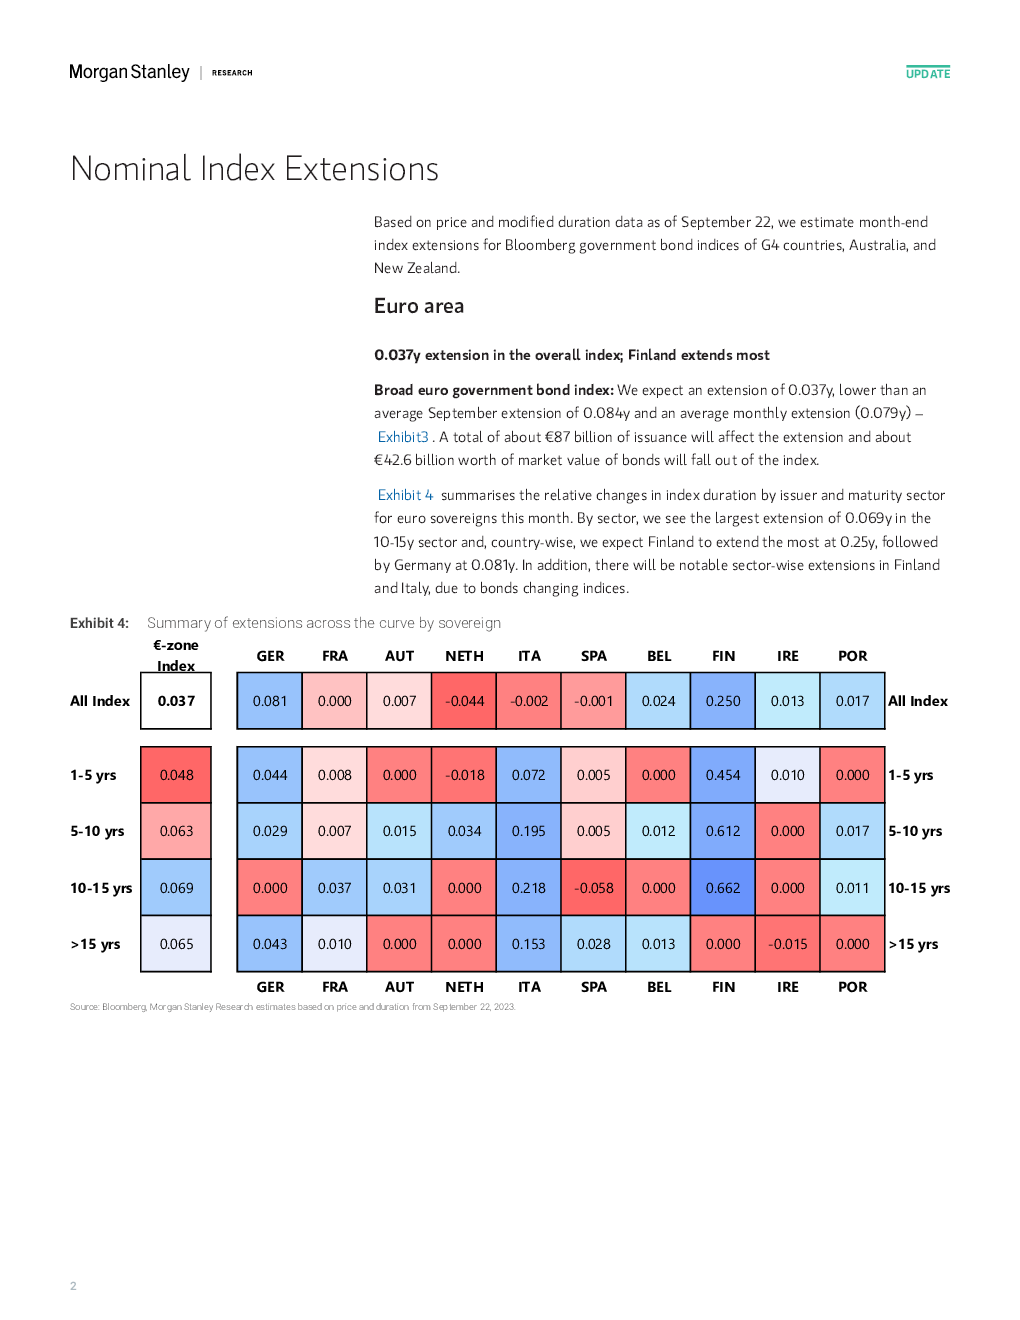 Morgan Stanley | RESEARCH
UPDATE
Nominal Index Extensions
Based on price and modified duration data as of September 22, we estimate month-end
index extensions for Bloomberg government bond indices of G4 countries, Australia, and
New Zealand.
Euro area
0.037y extension in the overall index; Finland extends most
Broad euro government bond index: We expect an extension of 0.037y, lower than an
average September extension of 0.084y and an average monthly extension (0.079y) –
Exhibit3 . A total of about €87 billion of issuance will affect the extension and about
€42.6 billion worth of market value of bonds will fall out of the index.
Exhibit 4 summarises the relative changes in index duration by issuer and maturity sector
for euro sovereigns this month. By sector, we see the largest extension of 0.069y in the
10-15y sector and, country-wise, we expect Finland to extend the most at 0.25y, followed
by Germany at 0.081y. In addition, there will be notable sector-wise extensions in Finland
and Italy, due to bonds changing indices.
Exhibit 4: Summary of extensions across the curve by sovereign
€-zone
Index
GER FRA AUT NETH ITA SPA BEL FIN IRE POR
All Index 0.037 0.081 0.000 0.007 -0.044 -0.002 -0.001 0.024 0.250 0.013 0.017 All Index
1-5 yrs 0.048 0.044 0.008 0.000 -0.018 0.072 0.005 0.000 0.454 0.010 0.000 1-5 yrs
5-10 yrs 0.063 0.029 0.007 0.015 0.034 0.195 0.005 0.012 0.612 0.000 0.017 5-10 yrs
10-15 yrs 0.069 0.000 0.037 0.031 0.000 0.218 -0.058 0.000 0.662 0.000 0.011 10-15 yrs
>15 yrs 0.065 0.043 0.010 0.000 0.000 0.153 0.028 0.013 0.000 -0.015 0.000 >15 yrs
GER FRA AUT NETH ITA SPA BEL FIN IRE POR
Source: Bloomberg, Morgan Stanley Research estimates based on price and duration from September 22, 2023.
2